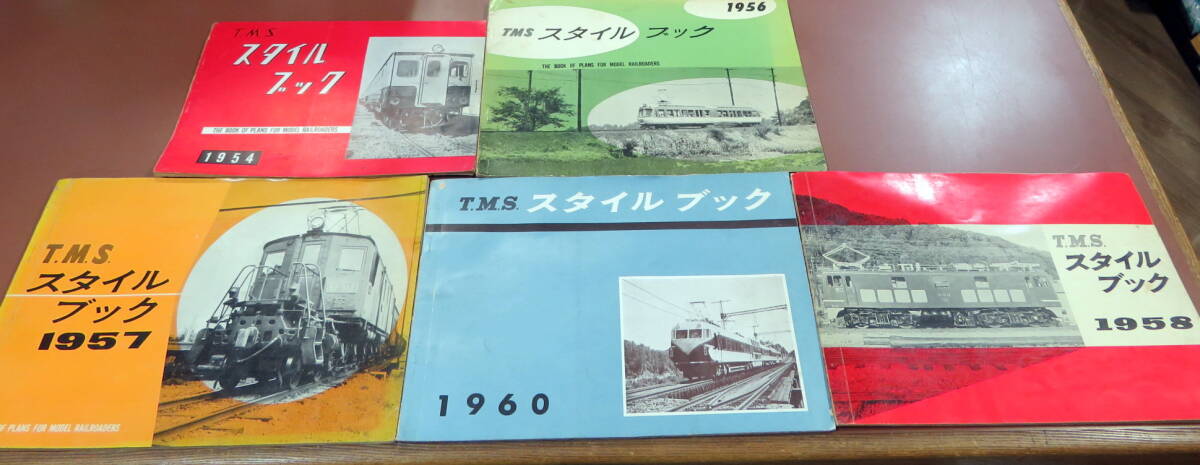 T.M.S
スタイル
ブック
THE BOOK OF PLANS FOR MODEL RAILROADERS
1954
1956
TMS スタイル ブック
THE BOOK OF PLANS FOR MODEL RAILROADERS
T.M.S.
スタイル
ブック
1957
OF PLANS FOR MODEL RAILROADERS
T.M.S. スタイル ブック
1960
T.M.S.
スタイル
ブック
1958